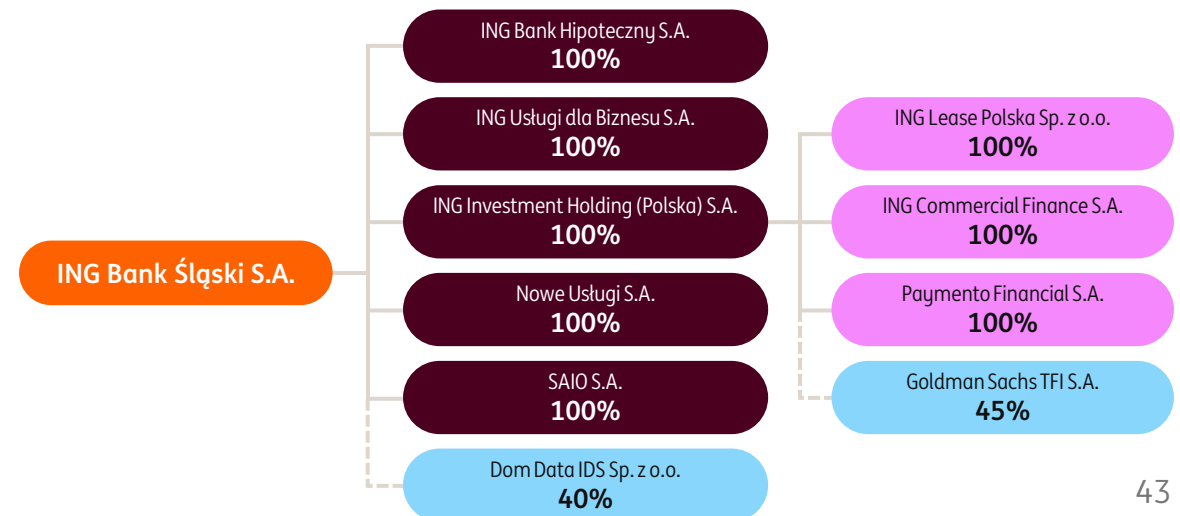 ING Bank Śląski S.A.
ING Bank Hipoteczny S.A.
100%
ING Usługi dla Biznesu S.A.
100%
ING Investment Holding (Polska) S.A.
100%
Nowe Usługi S.A.
100%
SAIO S.A.
100%
Dom Data IDS Sp. z o.o.
40%
ING Lease Polska Sp. z o.o.
100%
ING Commercial Finance S.A.
100%
Paymento Financial S.A.
100%
Goldman Sachs TFI S.A.
45%
43